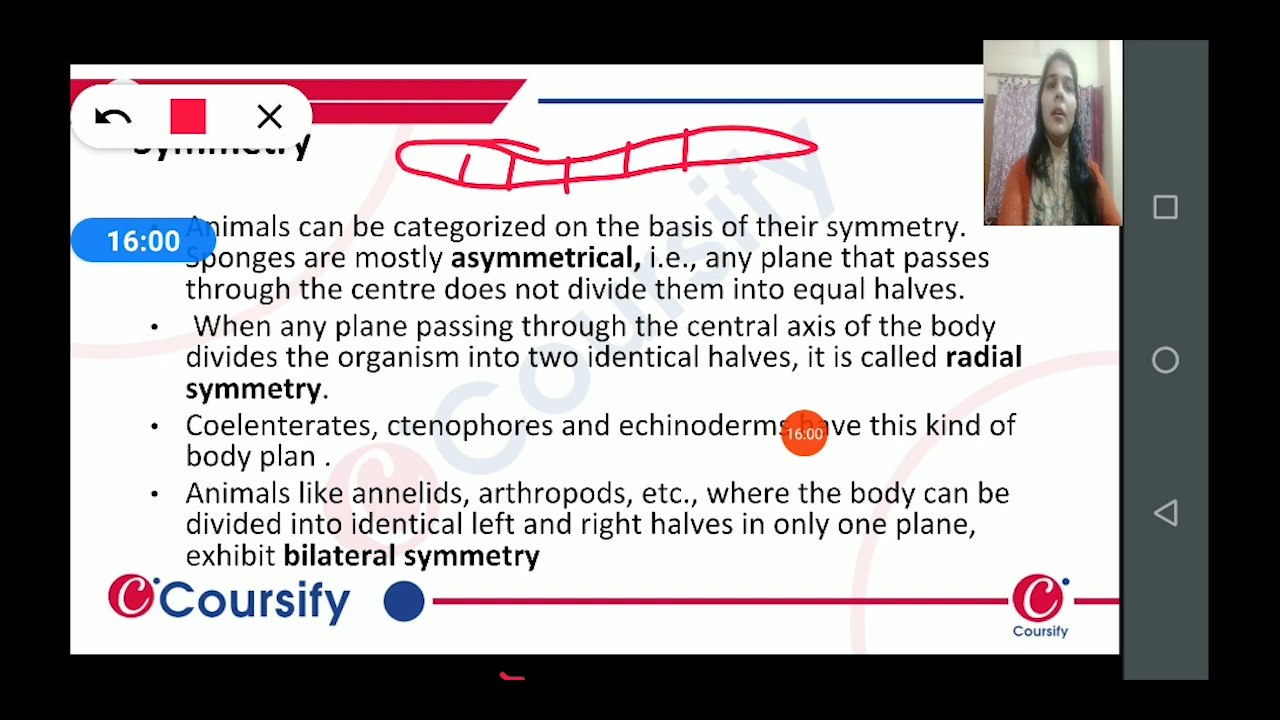 Symmetry
16:00
Animals can be categorized on the basis of their symmetry.
Sponges are mostly asymmetrical, i.e., any plane that passes
through the centre does not divide them into equal halves.
• When any plane passing through the central axis of the body
divides the organism into two identical halves, it is called radial
symmetry.
• Coelenterates, ctenophores and echinoderms have this kind of
16:00
body plan .
• Animals like annelids, arthropods, etc., where the body can be
divided into identical left and right halves in only one plane,
exhibit bilateral symmetry
Coursify
Coursify
Coursify